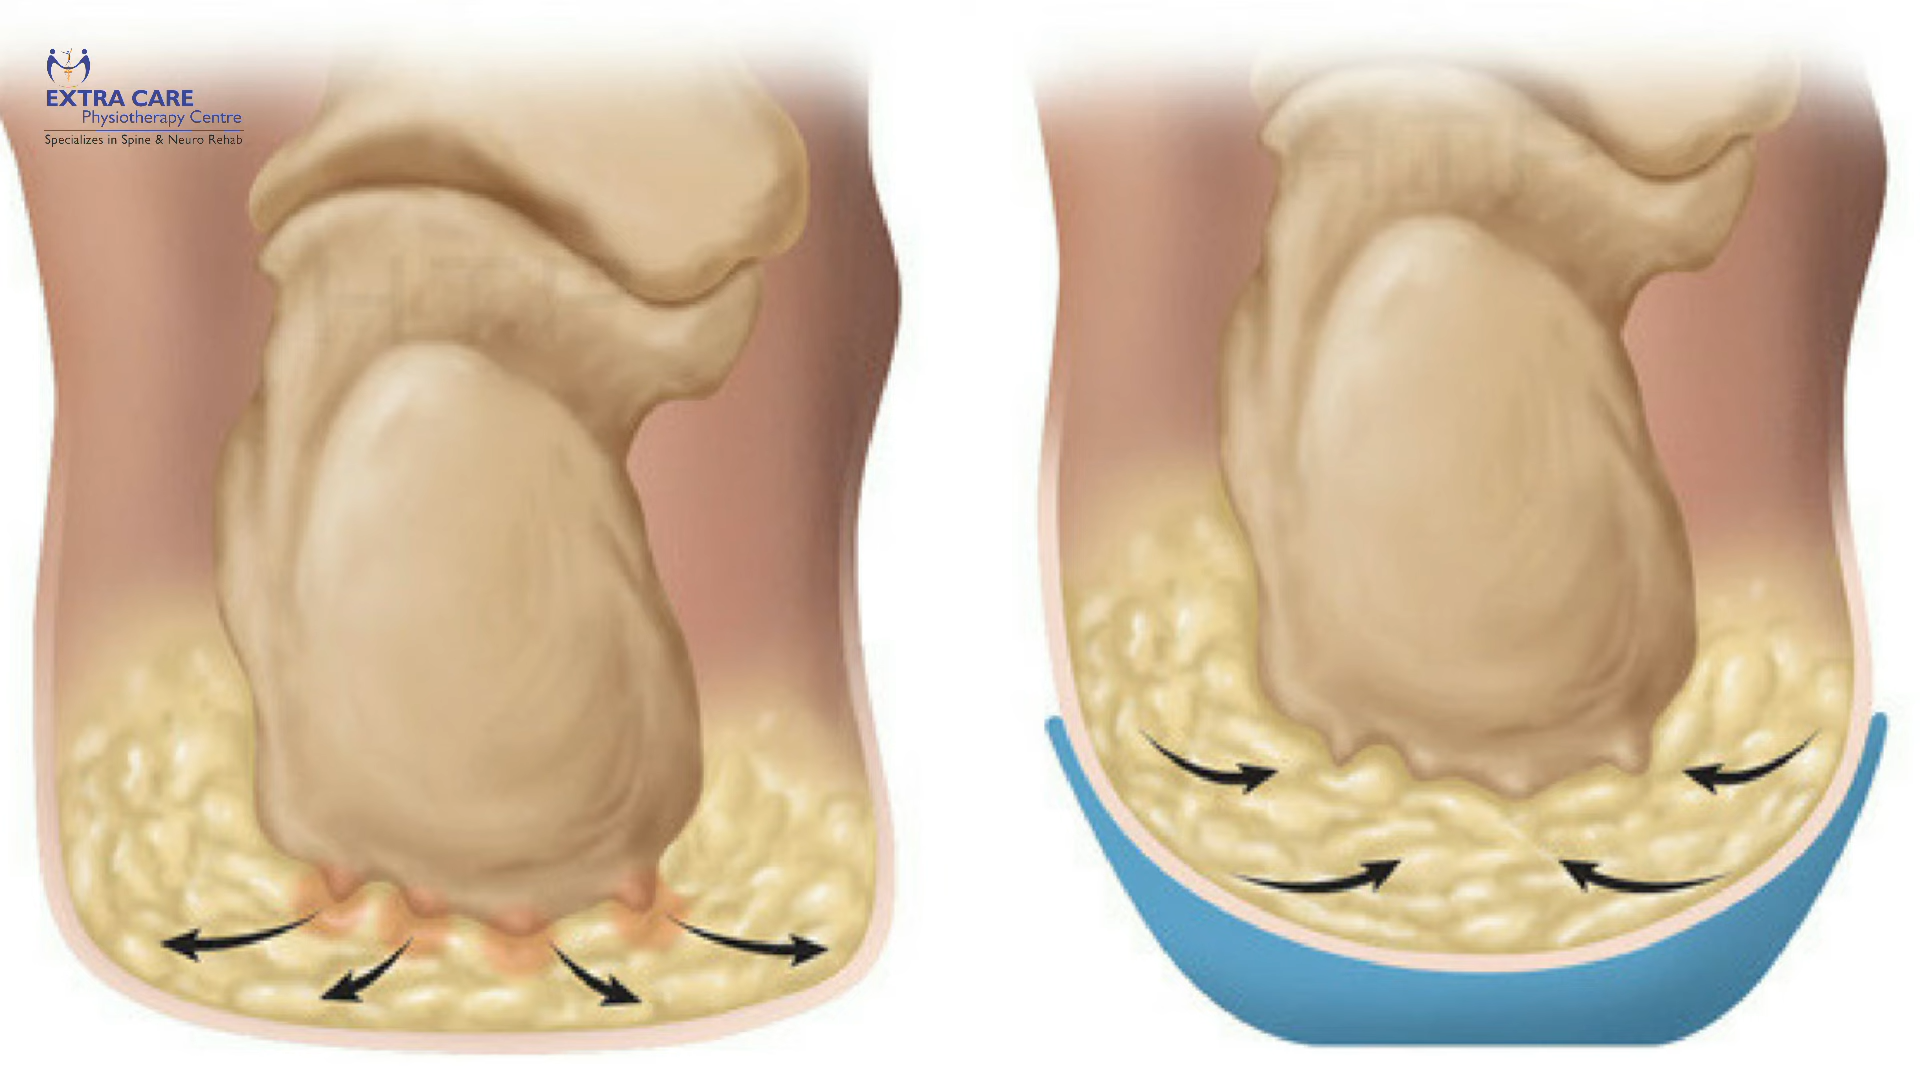 EXTRA CARE
Physiotherapy Centre
Specializes in Spine & Neuro Rehab